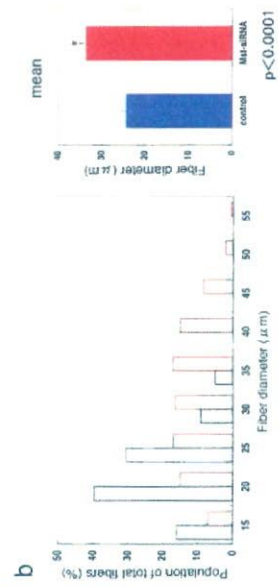 b
Population of total fibers (%)
50
40
30
20
10
0
15 20 25 30 35 40 45 50 55
Fiber diameter (μm)
mean
Fiber diameter (μm)
40
30
20
10
0
*
control Mst-siRNA
p<0.0001